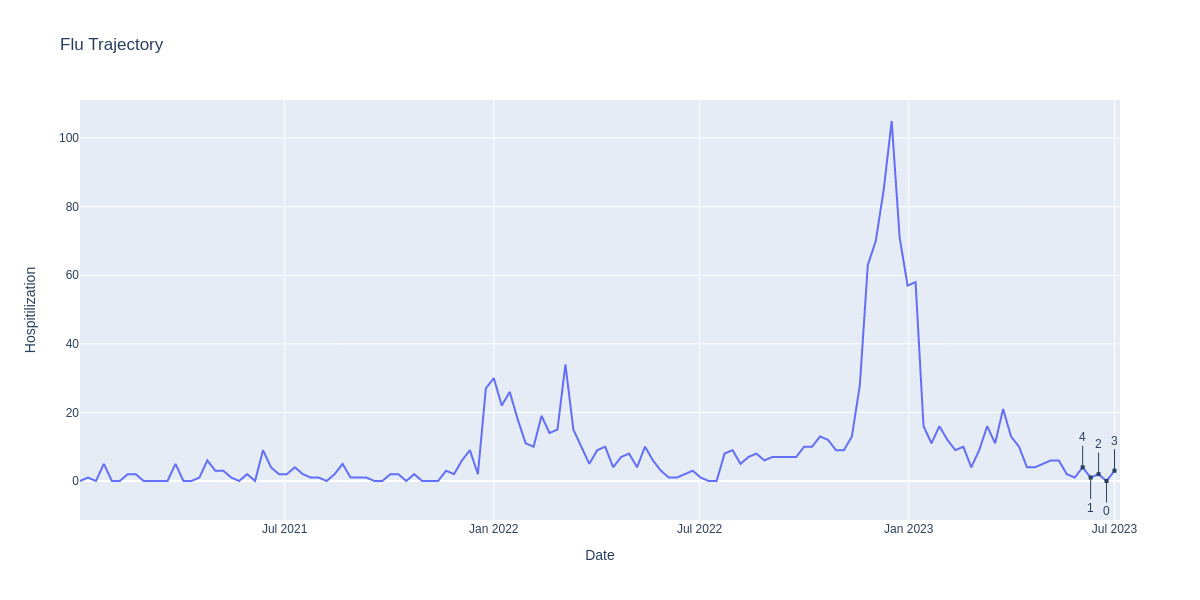 Flu Trajectory
100
80
60
40
20
0
Hospitilization
4
2
3
1
0
Jul 2021
Jan 2022
Jul 2022
Jan 2023
Jul 2023
Date